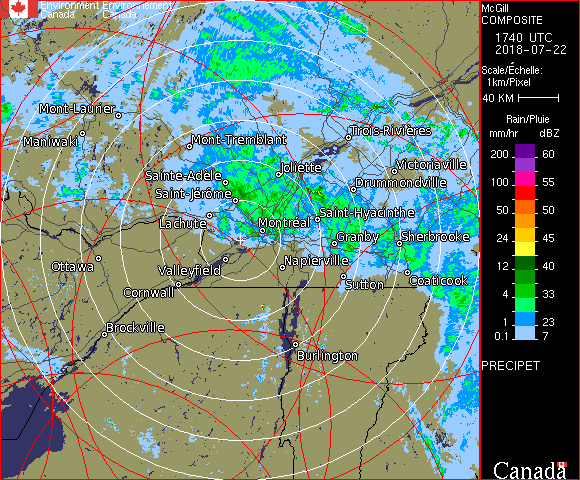 Environment Environnement
Canada Canada
McGill
COMPOSITE
1740 UTC
2018-07-22
Scale/Échelle:
1km/Pixel
40 KM
Rain/Pluie
mm/hr dBZ
200 60
100 55
50 50
24 45
12 40
4 33
2 23
0.1 7
PRECIPET
Canada
Mont-Laurier
Maniwaki
Mont-Tremblant
Trois-Rivières
Joliette
Victoriaville
Sainte-Adèle
Drummondville
Saint-Jérôme
Lachute
Saint-Hyacinthe
Montréal
Granby
Sherbrooke
Ottawa
Valleyfield
Napierville
Sutton
Coaticook
Cornwall
Brockville
Burlington